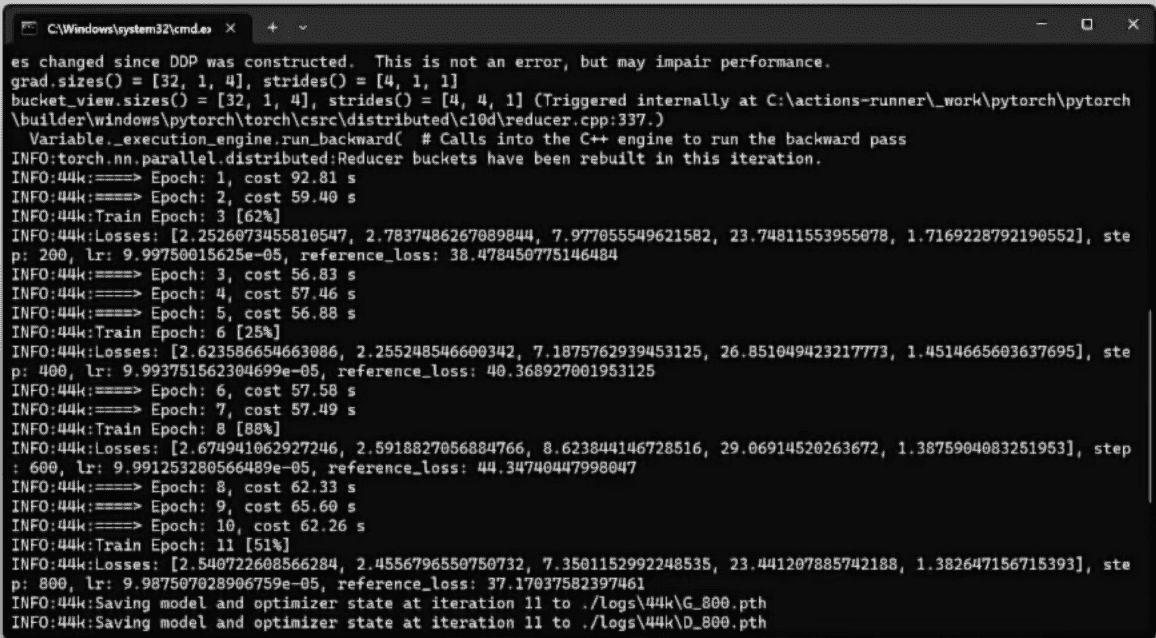 C:\Windows\system32\cmd.ex
es changed since DDP was constructed.  This is not an error, but may impair performance.
grad.sizes() = [32, 1, 4], strides() = [4, 1, 1]
bucket_view.sizes() = [32, 1, 4], strides() = [4, 4, 1] (Triggered internally at C:\actions-runner\_work\pytorch\pytorch
\builder\windows\pytorch\torch\csrc\distributed\c10d\reducer.cpp:337.)
  Variable._execution_engine.run_backward(  # Calls into the C++ engine to run the backward pass
INFO:torch.nn.parallel.distributed:Reducer buckets have been rebuilt in this iteration.
INFO:44k:====> Epoch: 1, cost 92.81 s
INFO:44k:====> Epoch: 2, cost 59.40 s
INFO:44k:Train Epoch: 3 [62%]
INFO:44k:Losses: [2.2526073455810547, 2.7837486267089844, 7.977055549621582, 23.74811553955078, 1.7169228792190552], ste
p: 200, lr: 9.99750015625e-05, reference_loss: 38.478450775146484
INFO:44k:====> Epoch: 3, cost 56.83 s
INFO:44k:====> Epoch: 4, cost 57.46 s
INFO:44k:====> Epoch: 5, cost 56.88 s
INFO:44k:Train Epoch: 6 [25%]
INFO:44k:Losses: [2.623586654663086, 2.255248546600342, 7.1875762939453125, 26.851049423217773, 1.4514665603637695], ste
p: 400, lr: 9.993751562304699e-05, reference_loss: 40.368927001953125
INFO:44k:====> Epoch: 6, cost 57.58 s
INFO:44k:====> Epoch: 7, cost 57.49 s
INFO:44k:Train Epoch: 8 [88%]
INFO:44k:Losses: [2.674941062927246, 2.5918827056884766, 8.623844146728516, 29.06914520263672, 1.3875904083251953], step
: 600, lr: 9.991253280566489e-05, reference_loss: 44.34740447998047
INFO:44k:====> Epoch: 8, cost 62.33 s
INFO:44k:====> Epoch: 9, cost 65.60 s
INFO:44k:====> Epoch: 10, cost 62.26 s
INFO:44k:Train Epoch: 11 [51%]
INFO:44k:Losses: [2.540722608566284, 2.4556796550750732, 7.3501152992248535, 23.441207885742188, 1.382647156715393], ste
p: 800, lr: 9.987507028906759e-05, reference_loss: 37.17037582397461
INFO:44k:Saving model and optimizer state at iteration 11 to ./logs\44k\G_800.pth
INFO:44k:Saving model and optimizer state at iteration 11 to ./logs\44k\D_800.pth